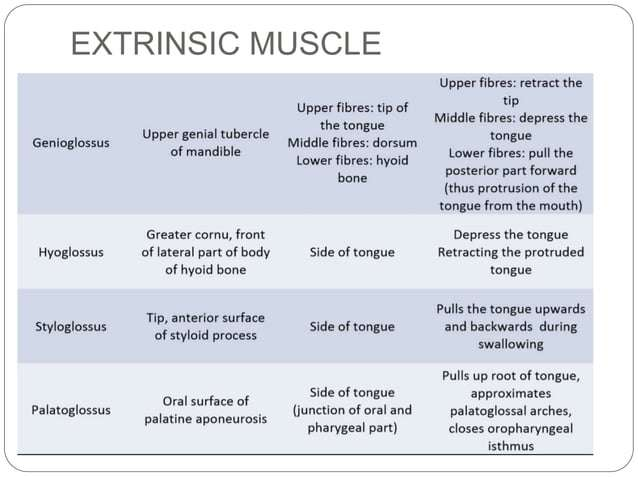 EXTRINSIC MUSCLE
Genioglossus
Upper genial tubercle
of mandible
Upper fibres: tip of
the tongue
Middle fibres: dorsum
Lower fibres: hyoid
bone
Upper fibres: retract the
tip
Middle fibres: depress the
tongue
Lower fibres: pull the
posterior part forward
(thus protrusion of the
tongue from the mouth)
Hyoglossus
Greater cornu, front
of lateral part of body
of hyoid bone
Side of tongue
Depress the tongue
Retracting the protruded
tongue
Styloglossus
Tip, anterior surface
of styloid process
Side of tongue
Pulls the tongue upwards
and backwards during
swallowing
Palatoglossus
Oral surface of
palatine aponeurosis
Side of tongue
(junction of oral and
pharygeal part)
Pulls up root of tongue,
approximates
palatoglossal arches,
closes oropharyngeal
isthmus